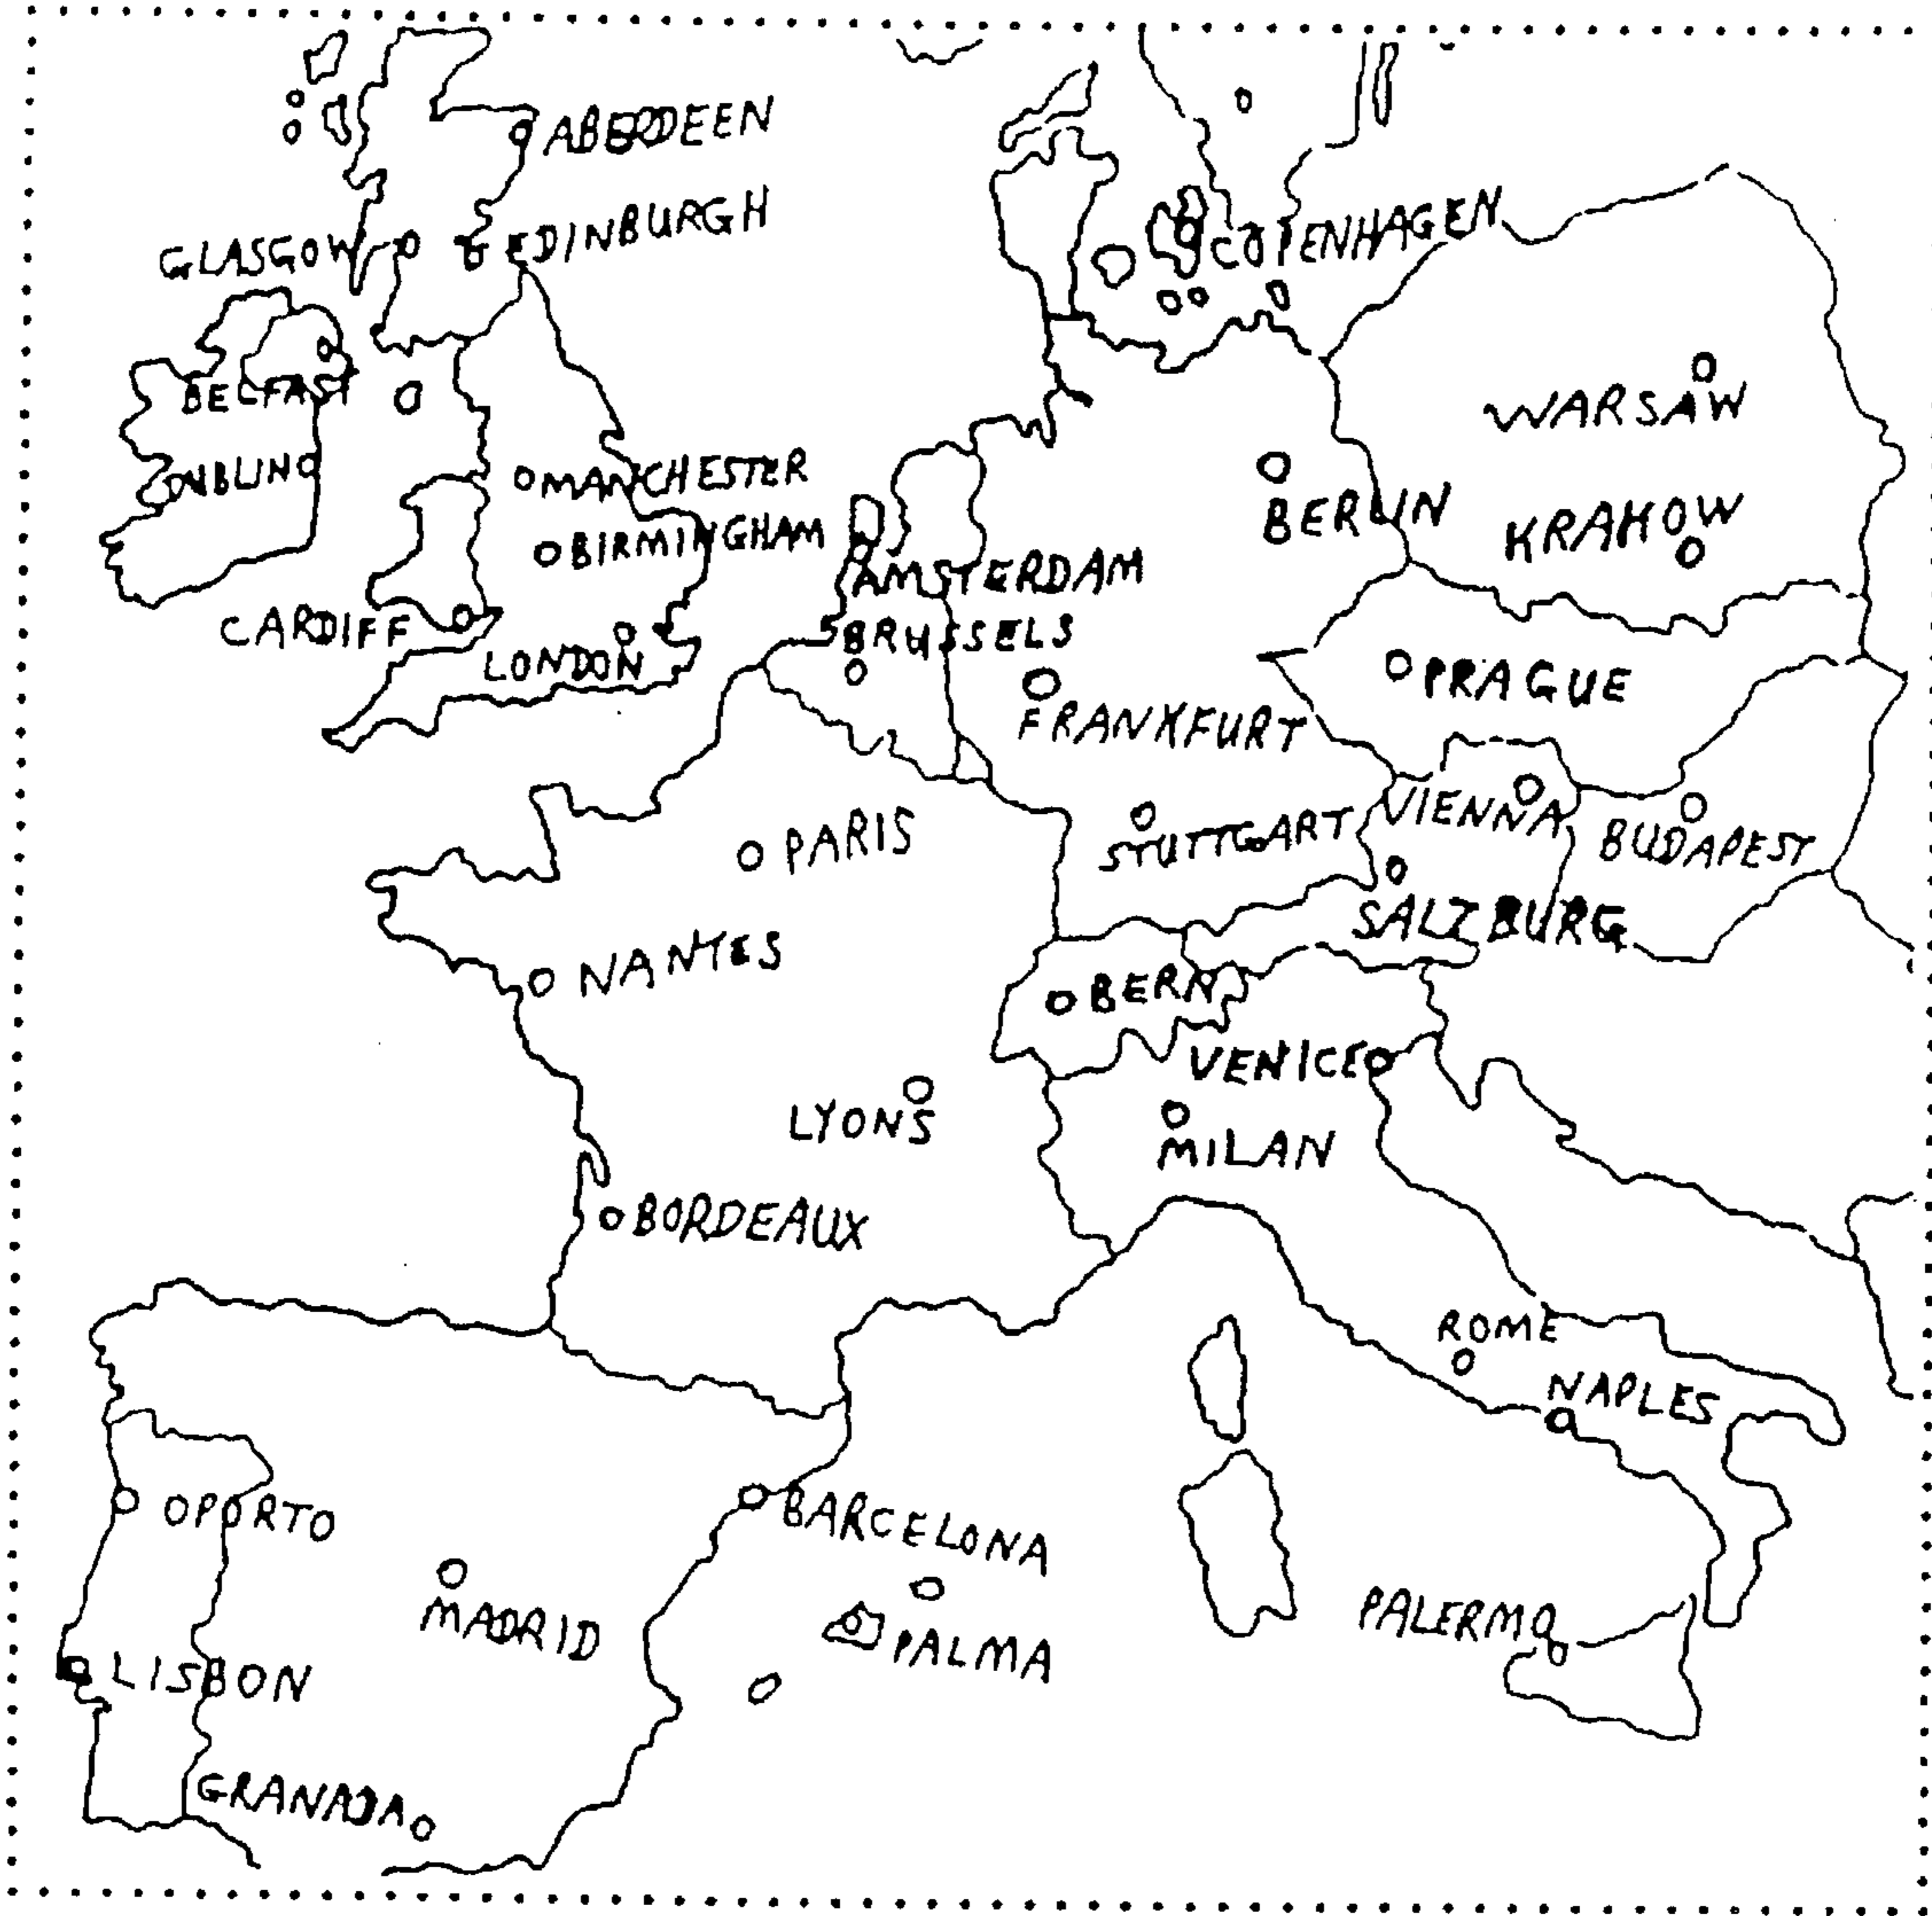 ABERDEEN
EDINBURGH
GLASGOW
COPENHAGEN
BELFAST
WARSAW
DUBLIN
MANCHESTER
BERLIN
KRAKOW
BIRMINGHAM
AMSTERDAM
CARDIFF
BRUSSELS
LONDON
PRAGUE
FRANKFURT
VIENNA
STUTTGART
BUDAPEST
PARIS
SALZBURG
NANTES
BERN
VENICE
LYONS
MILAN
BORDEAUX
ROME
NAPLES
OPORTO
BARCELONA
MADRID
PALERMO
PALMA
LISBON
GRANADA